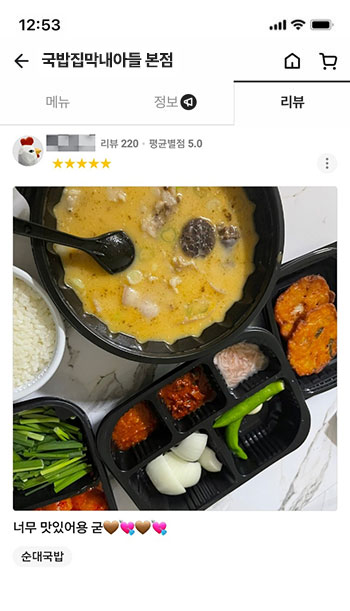 12:53
국밥집막내아들 본점
메뉴 정보 리뷰
리뷰 220 · 평균별점 5.0
★★★★★
너무 맛있어용 굳🤎💘🤎💘
순대국밥